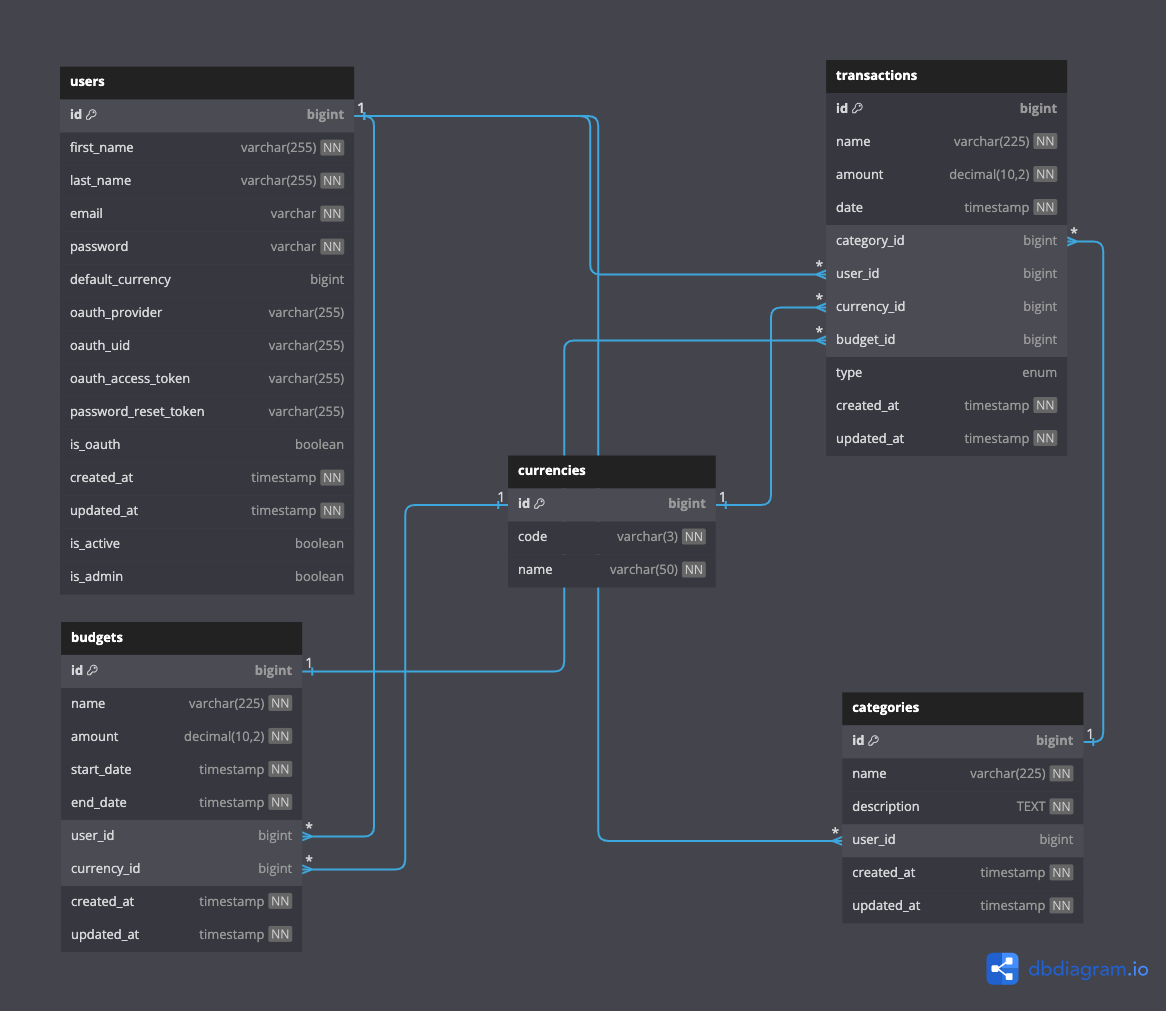 users
id bigint
first_name varchar(255) NN
last_name varchar(255) NN
email varchar NN
password varchar NN
default_currency bigint
oauth_provider varchar(255)
oauth_uid varchar(255)
oauth_access_token varchar(255)
password_reset_token varchar(255)
is_oauth boolean
created_at timestamp NN
updated_at timestamp NN
is_active boolean
is_admin boolean
1
transactions
id bigint
name varchar(225) NN
amount decimal(10,2) NN
date timestamp NN
category_id bigint
user_id bigint
currency_id bigint
budget_id bigint
type enum
created_at timestamp NN
updated_at timestamp NN
*
*
*
*
currencies
1
id bigint
1
code varchar(3) NN
name varchar(50) NN
budgets
id bigint
1
name varchar(225) NN
amount decimal(10,2) NN
start_date timestamp NN
end_date timestamp NN
user_id bigint
*
currency_id bigint
*
created_at timestamp NN
updated_at timestamp NN
categories
id bigint
1
name varchar(225) NN
description TEXT NN
*
user_id bigint
created_at timestamp NN
updated_at timestamp NN
dbdiagram.io